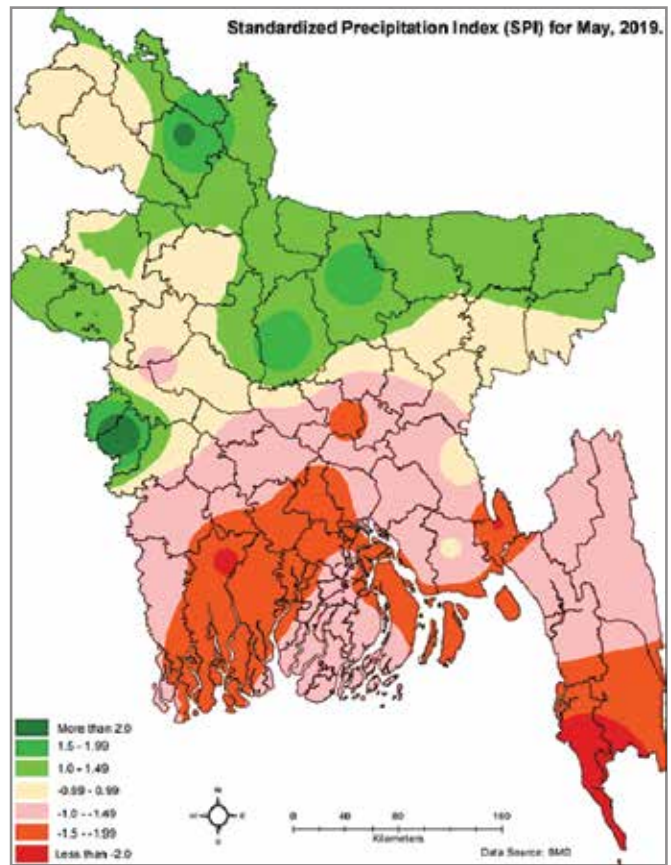 Standardized Precipitation Index (SPI) for May, 2019.
More than 2.0
1.5 - 1.99
1.0 - 1.49
-0.99 - 0.99
-1.0 - -1.49
-1.5 - -1.99
Less than -2.0
N
W E
S
0 40 80 160
Kilometers
Data Source: BMD